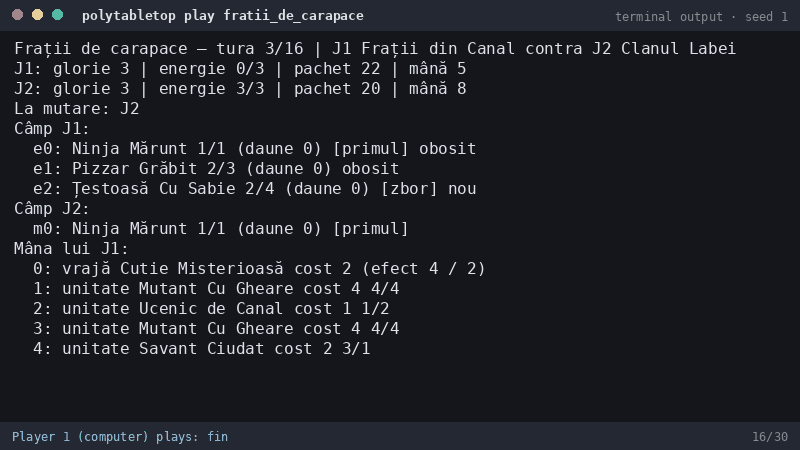 polytabletop play fratii_de_carapace
terminal output · seed 1
Frații de carapace — tura 3/16 | J1 Frații din Canal contra J2 Clanul Labei
J1: glorie 3 | energie 0/3 | pachet 22 | mână 5
J2: glorie 3 | energie 3/3 | pachet 20 | mână 8
La mutare: J2
Câmp J1:
e0: Ninja Mărunt 1/1 (daune 0) [primul] obosit
e1: Pizzar Grăbit 2/3 (daune 0) obosit
e2: Țestoasă Cu Sabie 2/4 (daune 0) [zbor] nou
Câmp J2:
m0: Ninja Mărunt 1/1 (daune 0) [primul]
Mâna lui J1:
0: vrajă Cutie Misterioasă cost 2 (efect 4 / 2)
1: unitate Mutant Cu Gheare cost 4 4/4
2: unitate Ucenic de Canal cost 1 1/2
3: unitate Mutant Cu Gheare cost 4 4/4
4: unitate Savant Ciudat cost 2 3/1
Player 1 (computer) plays: fin
16/30